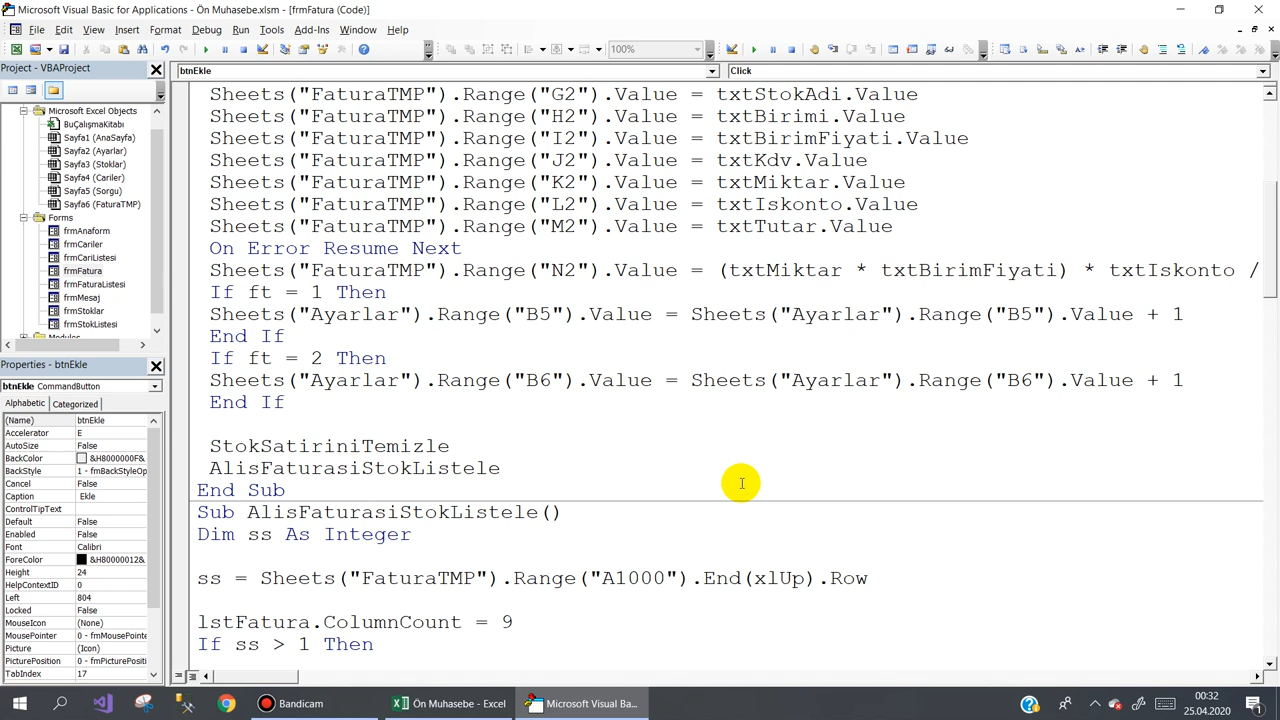 Microsoft Visual Basic for Applications - Ön Muhasebe.xlsm - [frmFatura (Code)]
File Edit View Insert Format Debug Run Tools Add-Ins Window Help
100%
Project - VBAProject
btnEkle
Click
Microsoft Excel Objects
BuÇalışmaKitabı
Sayfa1 (AnaSayfa)
Sayfa2 (Ayarlar)
Sayfa3 (Stoklar)
Sayfa4 (Cariler)
Sayfa5 (Sorgu)
Sayfa6 (FaturaTMP)
Forms
frmAnaform
frmCariler
frmCariListesi
frmFatura
frmFaturaListesi
frmMesaj
frmStoklar
frmStokListesi
Modules
Properties - btnEkle
btnEkle CommandButton
Alphabetic Categorized
(Name) btnEkle
Accelerator E
AutoSize False
BackColor &H8000000F&
BackStyle 1 - fmBackStyleOp
Cancel False
Caption Ekle
ControlTipText
Default False
Enabled False
Font Calibri
ForeColor &H80000012&
Height 24
HelpContextID 0
Left 804
Locked False
MouseIcon (None)
MousePointer 0 - fmMousePointe
Picture (Icon)
PicturePosition 0 - fmPicturePositi
TabIndex 17
Sheets("FaturaTMP").Range("G2").Value = txtStokAdi.Value
Sheets("FaturaTMP").Range("H2").Value = txtBirimi.Value
Sheets("FaturaTMP").Range("I2").Value = txtBirimFiyati.Value
Sheets("FaturaTMP").Range("J2").Value = txtKdv.Value
Sheets("FaturaTMP").Range("K2").Value = txtMiktar.Value
Sheets("FaturaTMP").Range("L2").Value = txtIskonto.Value
Sheets("FaturaTMP").Range("M2").Value = txtTutar.Value
On Error Resume Next
Sheets("FaturaTMP").Range("N2").Value = (txtMiktar * txtBirimFiyati) * txtIskonto /
If ft = 1 Then
Sheets("Ayarlar").Range("B5").Value = Sheets("Ayarlar").Range("B5").Value + 1
End If
If ft = 2 Then
Sheets("Ayarlar").Range("B6").Value = Sheets("Ayarlar").Range("B6").Value + 1
End If
StokSatiriniTemizle
AlisFaturasiStokListele
End Sub
Sub AlisFaturasiStokListele()
Dim ss As Integer
ss = Sheets("FaturaTMP").Range("A1000").End(xlUp).Row
lstFatura.ColumnCount = 9
If ss > 1 Then
Bandicam
Ön Muhasebe - Excel
Microsoft Visual Ba...
00:32
25.04.2020